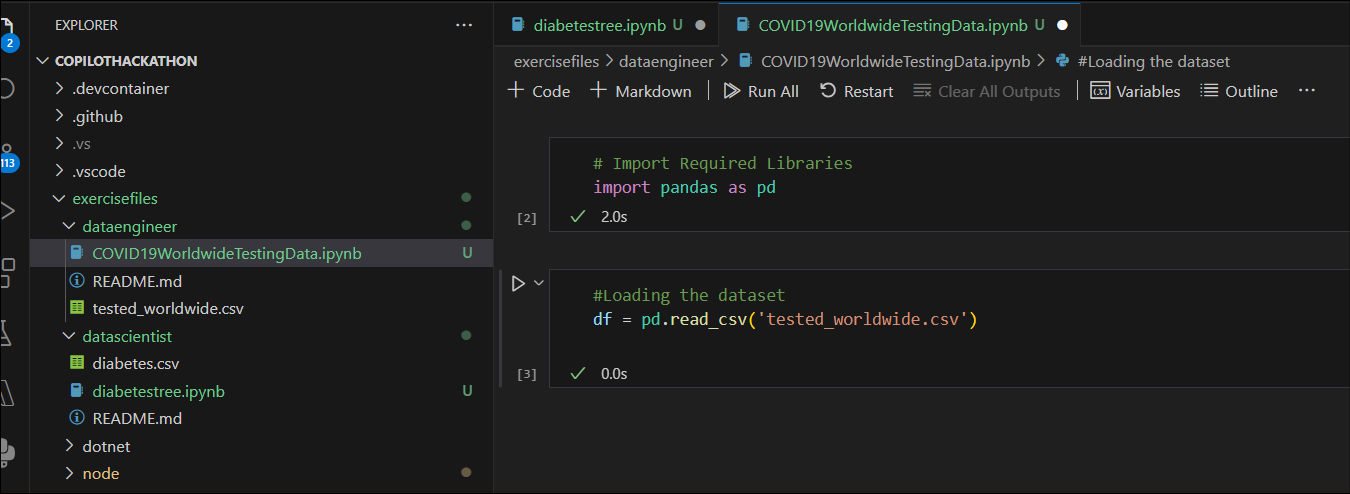 2
113
EXPLORER ...
COPILOTHACKATHON
.devcontainer
.github
.vs
.vscode
exercisefiles
dataengineer
COVID19WorldwideTestingData.ipynb U
README.md
tested_worldwide.csv
datascientist
diabetes.csv
diabetestree.ipynb U
README.md
dotnet
node
diabetestree.ipynb U
COVID19WorldwideTestingData.ipynb U
exercisefiles > dataengineer > COVID19WorldwideTestingData.ipynb > #Loading the dataset
+ Code + Markdown Run All Restart Clear All Outputs Variables Outline ...
# Import Required Libraries
import pandas as pd
[2] 2.0s
#Loading the dataset
df = pd.read_csv('tested_worldwide.csv')
[3] 0.0s